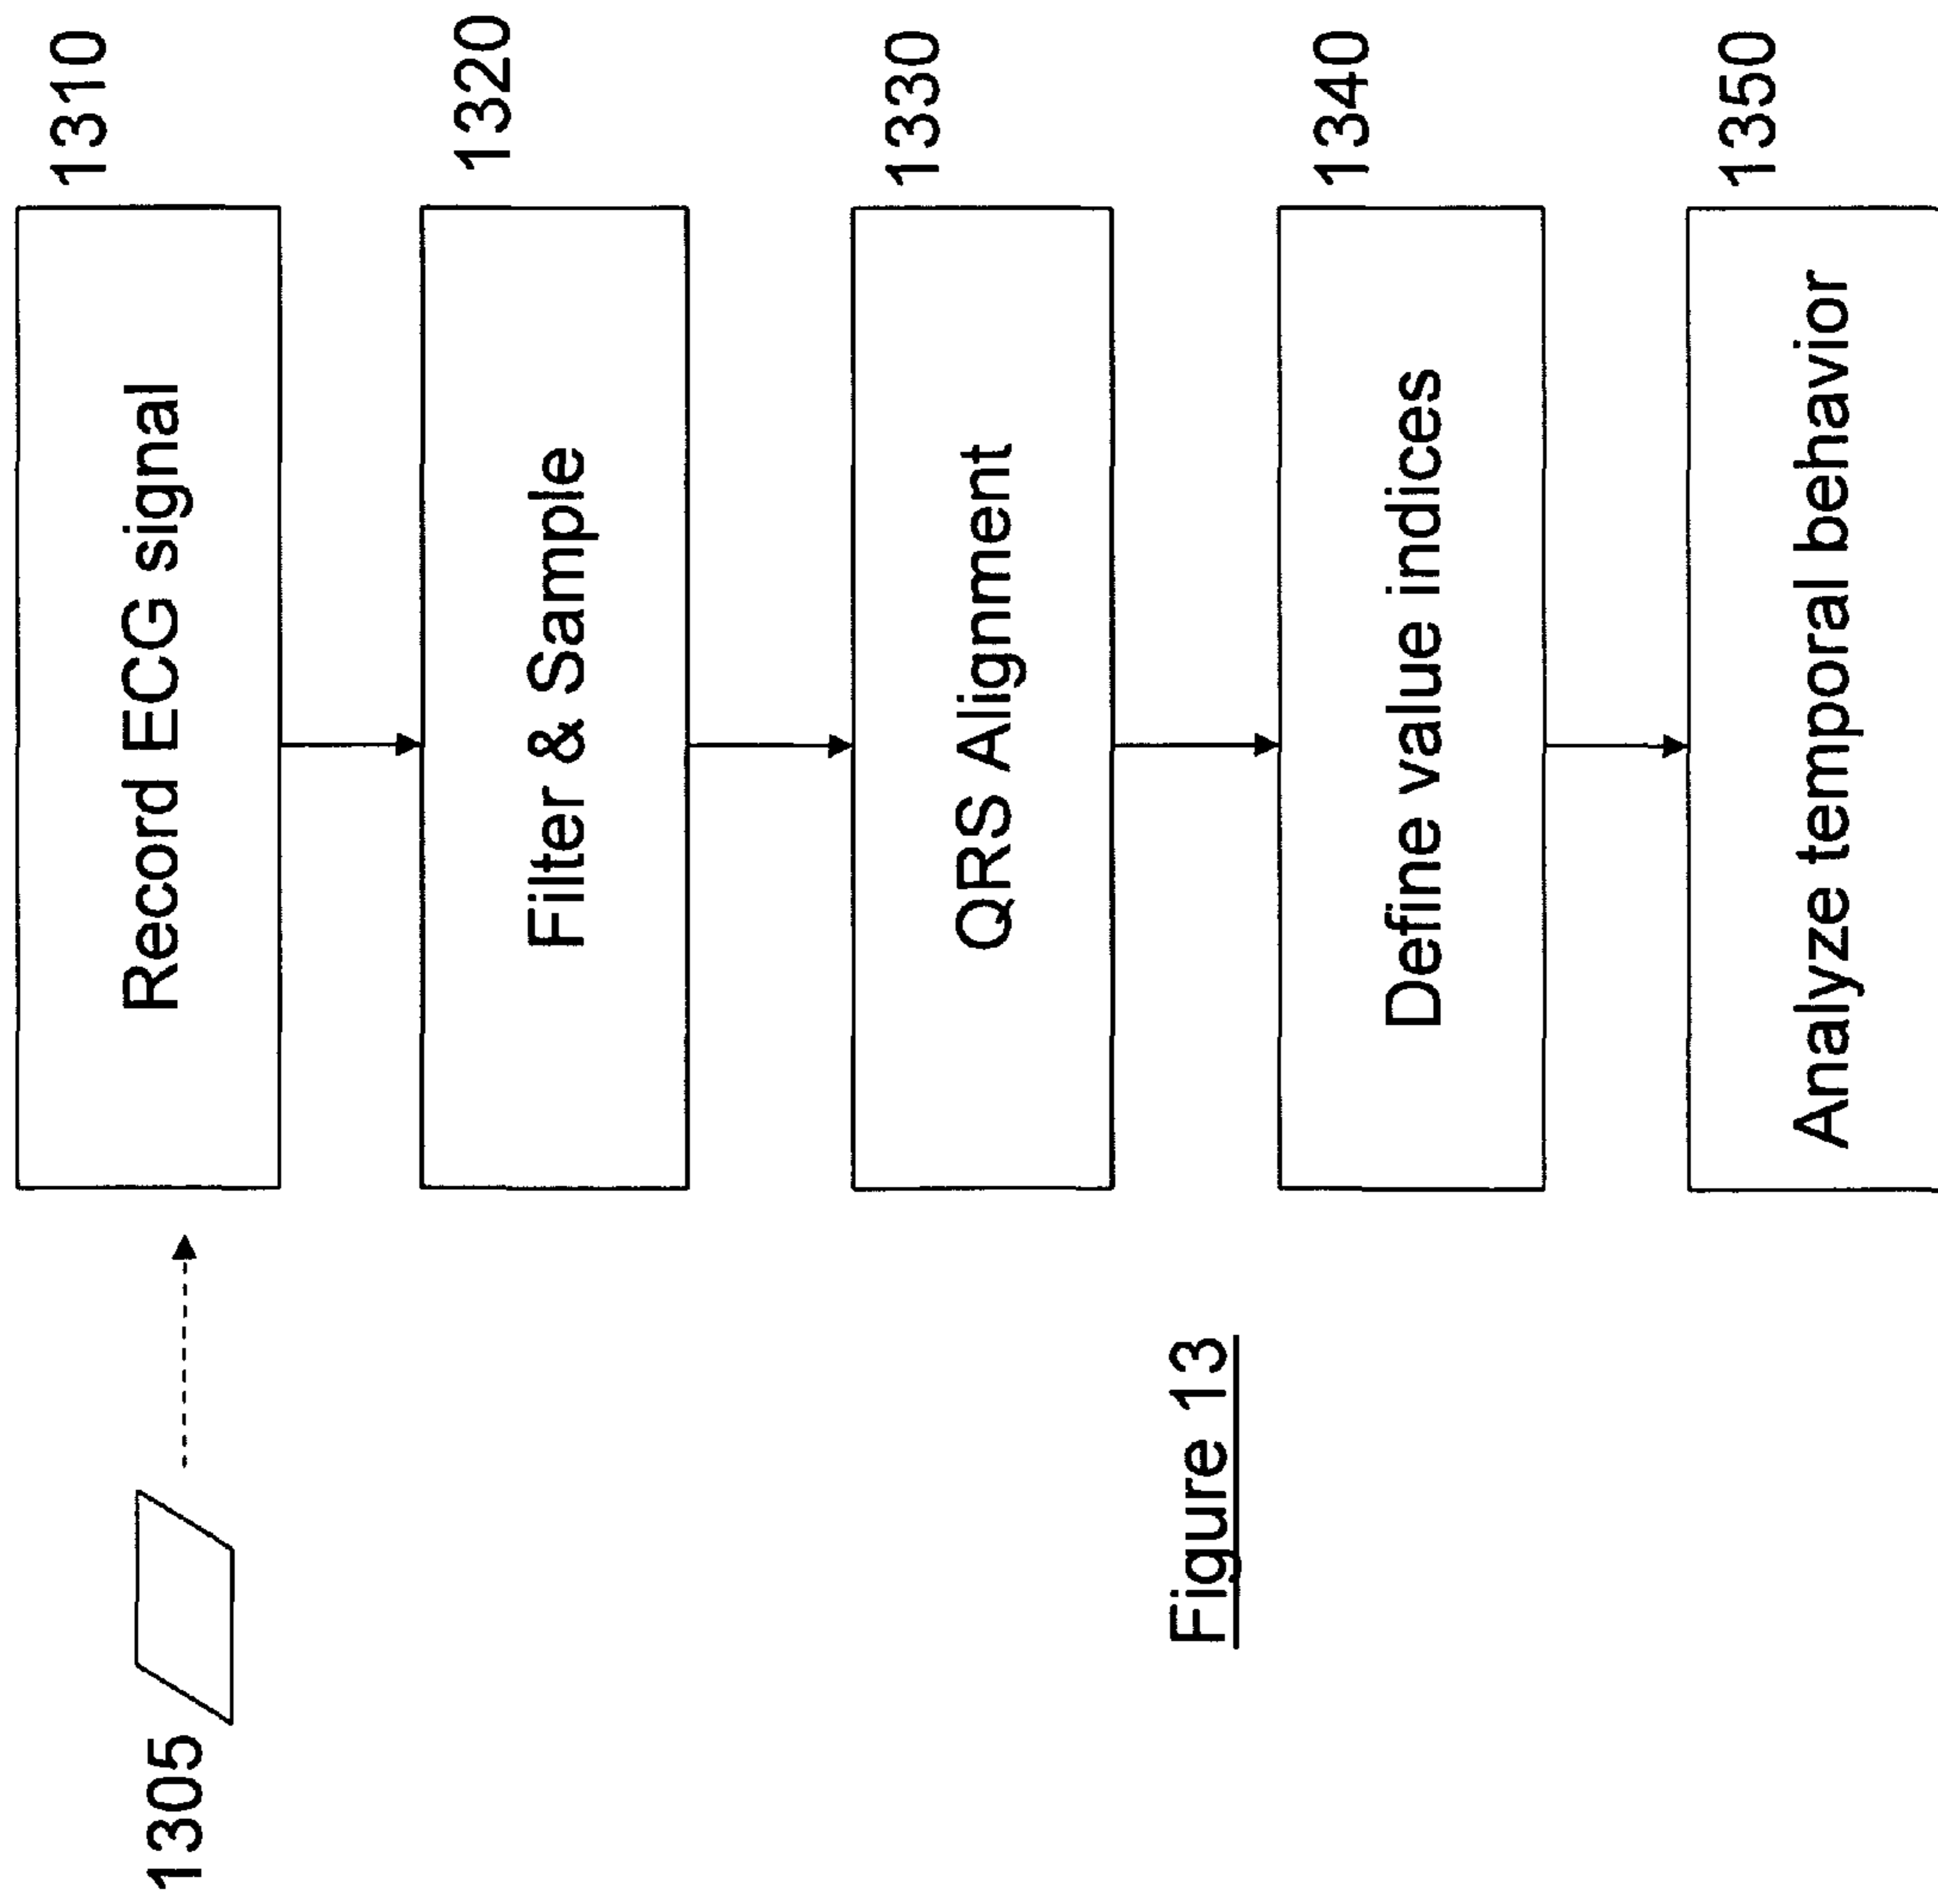 1305
Record ECG signal
1310
Filter & Sample
1320
QRS Alignment
1330
Define value indices
1340
Analyze temporal behavior
1350
Figure 13